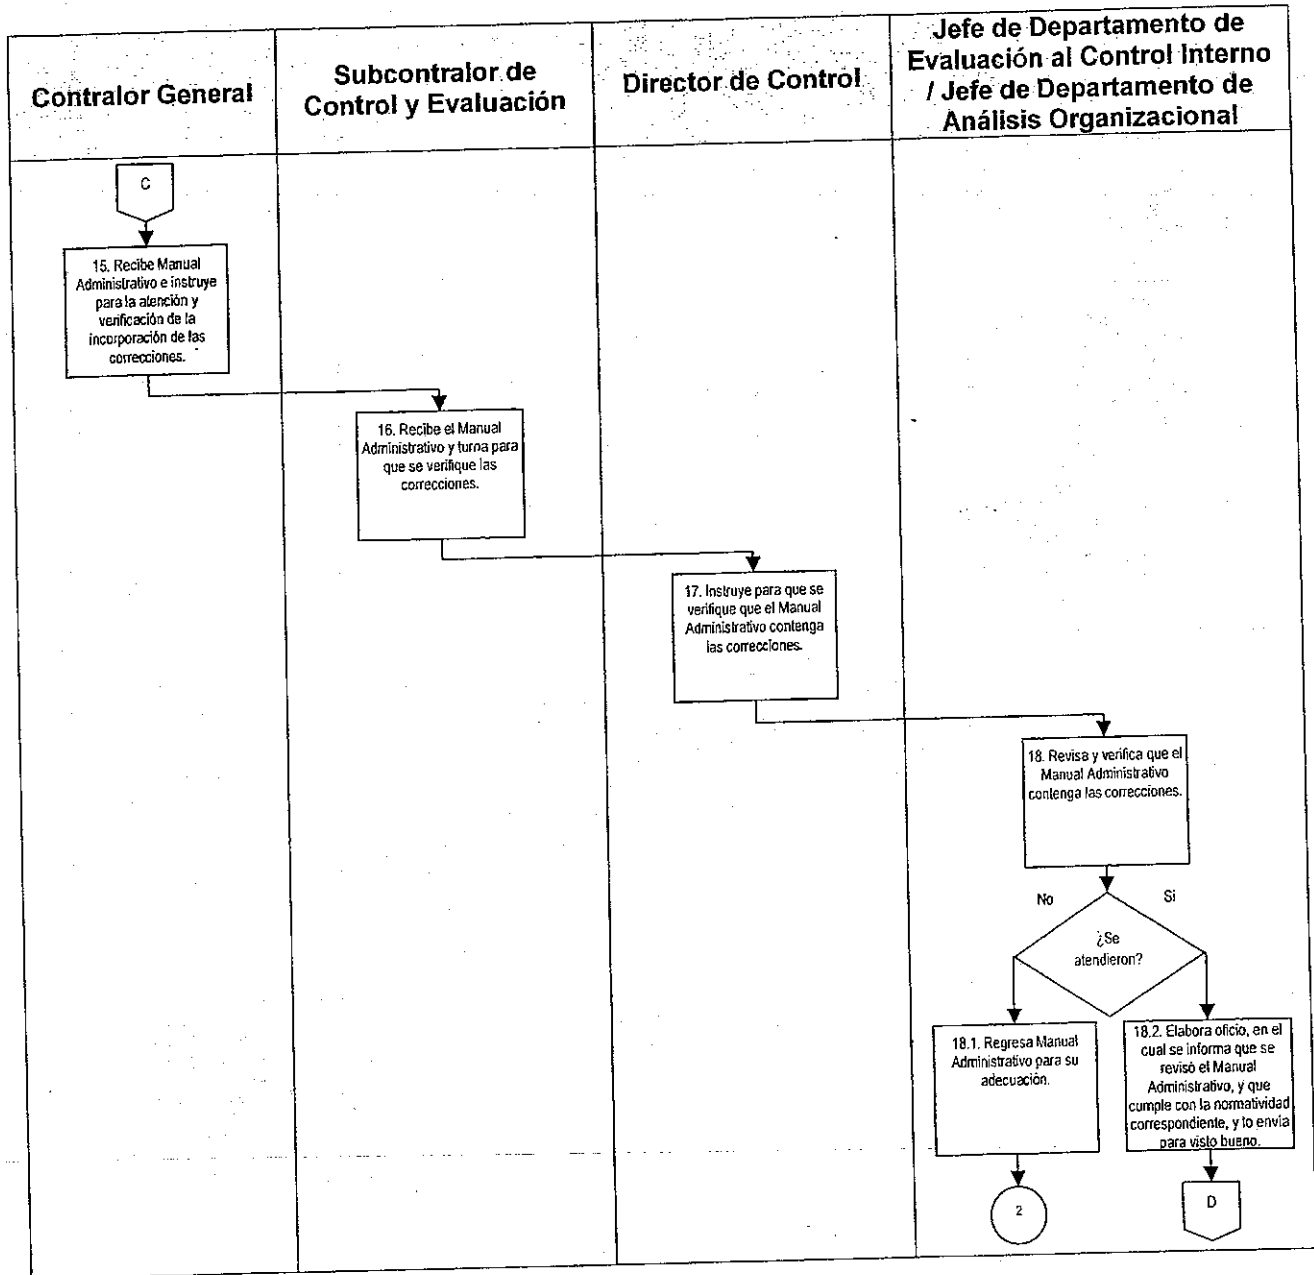 Contralor General
Subcontralor de
Control y Evaluación
Director de Control
Jefe de Departamento de
Evaluación al Control Interno
/ Jefe de Departamento de
Análisis Organizacional
C
15. Recibe Manual
Administrativo e instruye
para la atención y
verificación de la
incorporación de las
correcciones.
16. Recibe el Manual
Administrativo y turna para
que se verifique las
correcciones.
17. Instruye para que se
verifique que el Manual
Administrativo contenga
las correcciones.
18. Revisa y verifica que el
Manual Administrativo
contenga las correcciones.
No
Si
¿Se
atendieron?
18.1. Regresa Manual
Administrativo para su
adecuación.
18.2. Elabora oficio, en el
cual se informa que se
revisó el Manual
Administrativo, y que
cumple con la normatividad
correspondiente, y lo envía
para visto bueno.
2
D